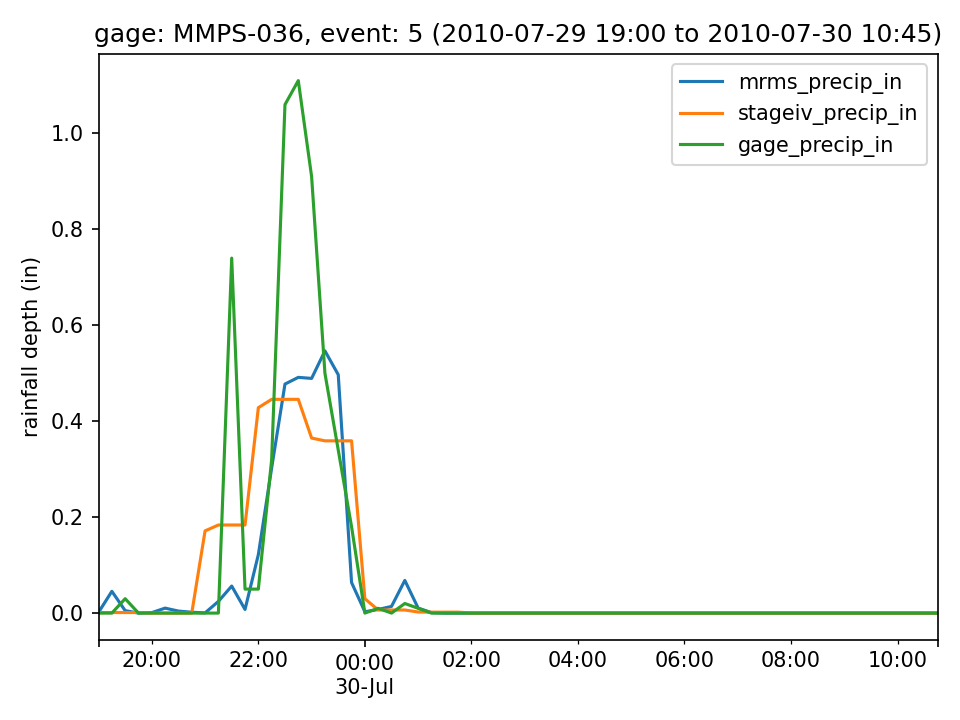 gage: MMPS-036, event: 5 (2010-07-29 19:00 to 2010-07-30 10:45)
mrms_precip_in
stageiv_precip_in
gage_precip_in
rainfall depth (in)
1.0
0.8
0.6
0.4
0.2
0.0
20:00 22:00 00:00 02:00 04:00 06:00 08:00 10:00
30-Jul